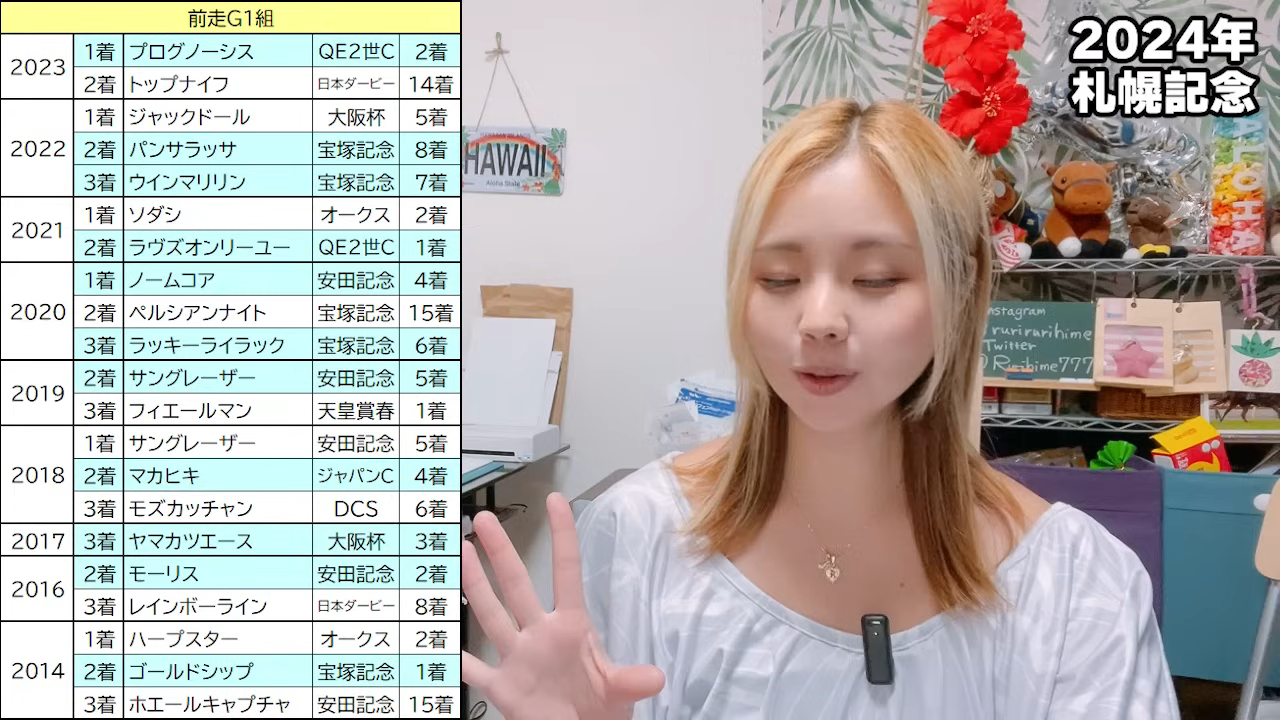 前走G1組
2023 1着 プログノーシス QE2世C 2着
2着 トップナイフ 日本ダービー 14着
2022 1着 ジャックドール 大阪杯 5着
2着 パンサラッサ 宝塚記念 8着
3着 ウインマリリン 宝塚記念 7着
2021 1着 ソダシ オークス 2着
2着 ラヴズオンリーユー QE2世C 1着
2020 1着 ノームコア 安田記念 4着
2着 ペルシアンナイト 宝塚記念 15着
3着 ラッキーライラック 宝塚記念 6着
2019 2着 サングレーザー 安田記念 5着
3着 フィエールマン 天皇賞春 1着
2018 1着 サングレーザー 安田記念 5着
2着 マカヒキ ジャパンC 4着
3着 モズカッチャン DCS 6着
2017 3着 ヤマカツエース 大阪杯 3着
2016 2着 モーリス 安田記念 2着
3着 レインボーライン 日本ダービー 8着
2014 1着 ハープスター オークス 2着
2着 ゴールドシップ 宝塚記念 1着
3着 ホエールキャプチャ 安田記念 15着
2024年
札幌記念
HAWAII
Aloha State
ALOHA
nstagram
rurirurihime
Twitter
@Rurihime777